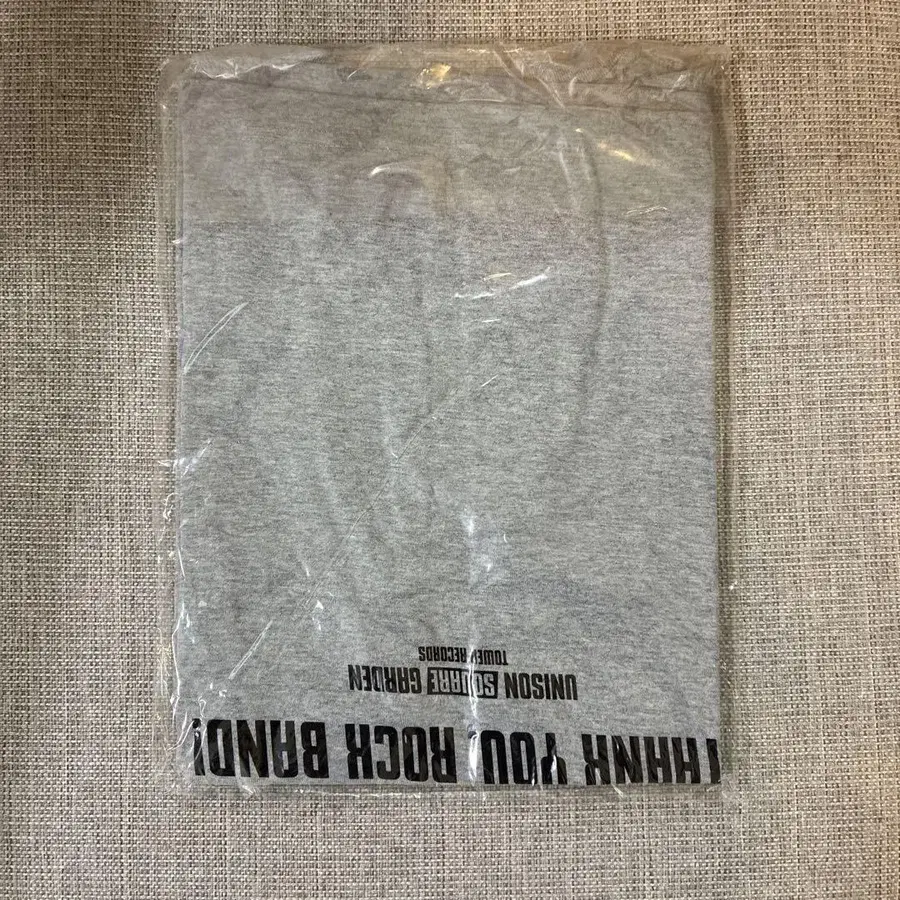 THANK YOU, ROCK BAND!
UNISON SQUARE GARDEN
TOWER RECORDS